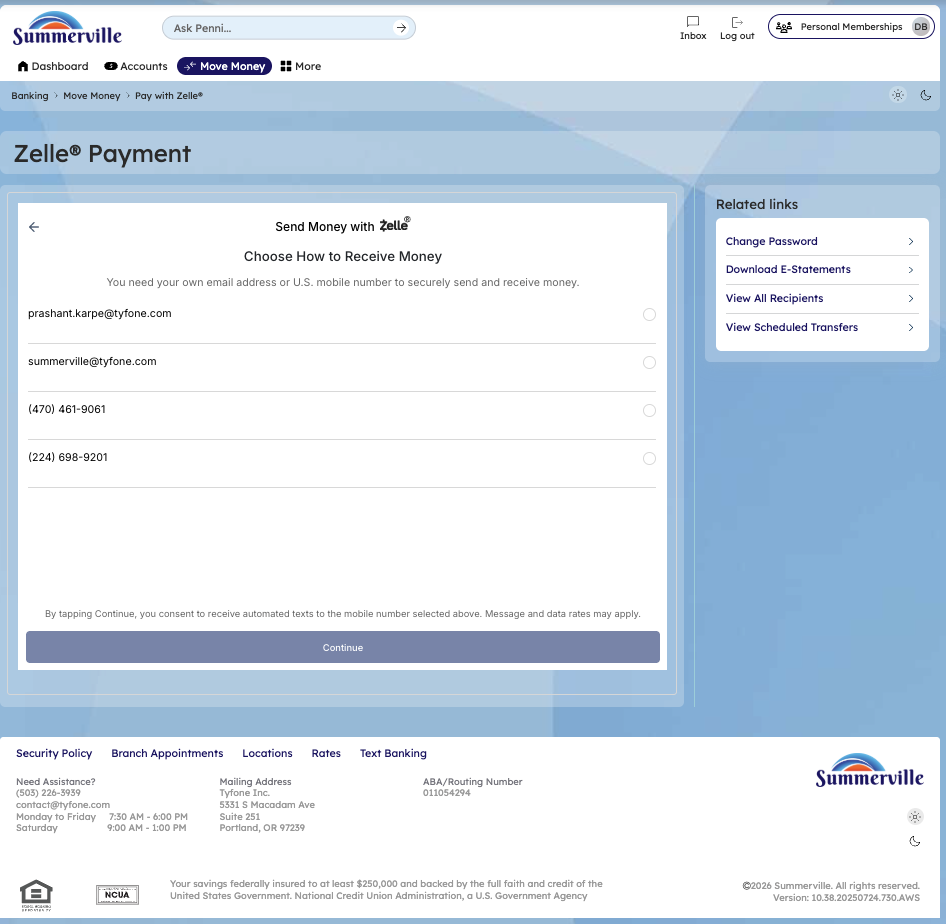 Summerville
Ask Penni...
Inbox
Log out
Personal Memberships
DB
Dashboard
Accounts
Move Money
More
Banking > Move Money > Pay with Zelle®
Zelle® Payment
Send Money with Zelle®
Choose How to Receive Money
You need your own email address or U.S. mobile number to securely send and receive money.
prashant.karpe@tyfone.com
summerville@tyfone.com
(470) 461-9061
(224) 698-9201
By tapping Continue, you consent to receive automated texts to the mobile number selected above. Message and data rates may apply.
Continue
Related links
Change Password
Download E-Statements
View All Recipients
View Scheduled Transfers
Security Policy
Branch Appointments
Locations
Rates
Text Banking
Need Assistance?
(503) 226-3939
contact@tyfone.com
Monday to Friday 7:30 AM - 6:00 PM
Saturday 9:00 AM - 1:00 PM
Mailing Address
Tyfone Inc.
5331 S Macadam Ave
Suite 251
Portland, OR 97239
ABA/Routing Number
011054294
Summerville
NCUA
Your savings federally insured to at least $250,000 and backed by the full faith and credit of the
United States Government. National Credit Union Administration, a U.S. Government Agency
©2026 Summerville. All rights reserved.
Version: 10.38.20250724.730.AWS